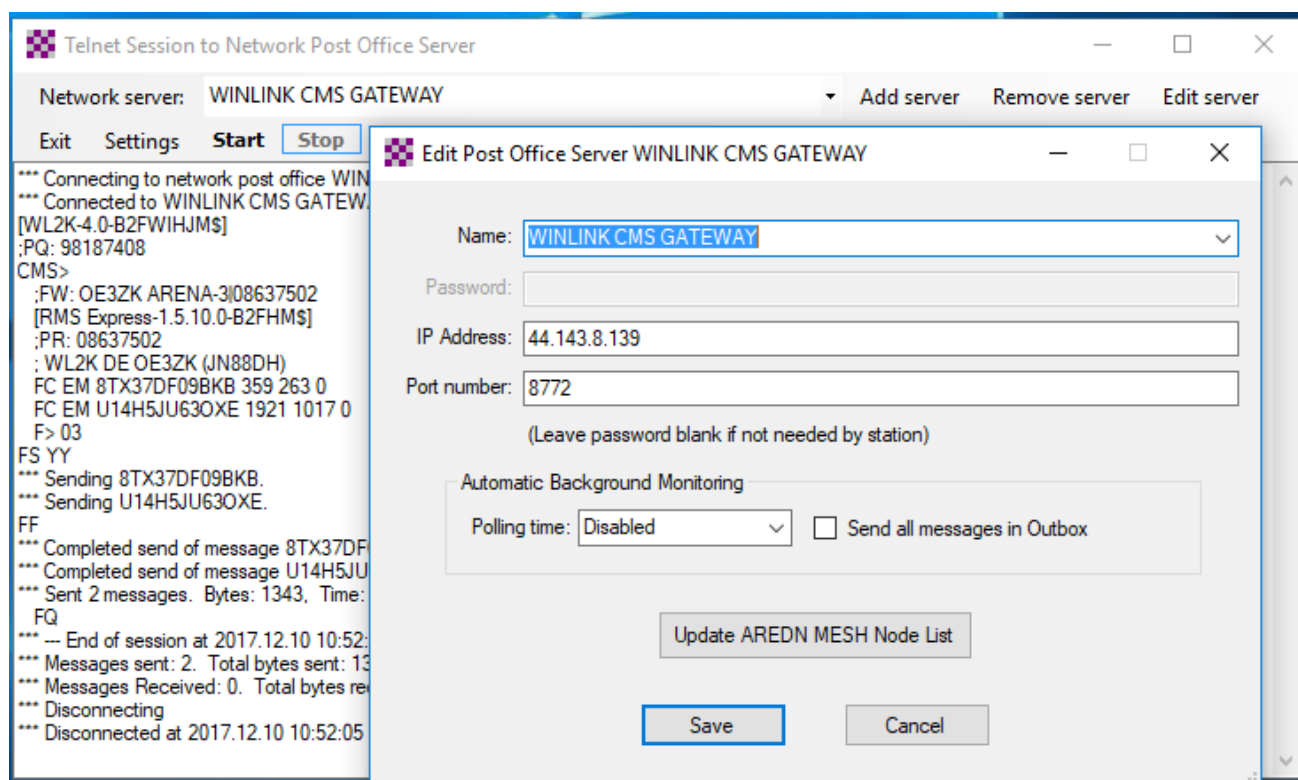 Telnet Session to Network Post Office Server
Network server: WINLINK CMS GATEWAY Add server Remove server Edit server
Exit Settings Start Stop
*** Connecting to network post office WIN
*** Connected to WINLINK CMS GATEWA
[WL2K-4.0-B2FWIHJM$]
;PQ: 98187408
CMS>
;FW: OE3ZK ARENA-3|08637502
[RMS Express-1.5.10.0-B2FHM$]
;PR: 08637502
; WL2K DE OE3ZK (JN88DH)
FC EM 8TX37DF09BKB 359 263 0
FC EM U14H5JU63OXE 1921 1017 0
F> 03
FS YY
*** Sending 8TX37DF09BKB.
*** Sending U14H5JU63OXE.
FF
*** Completed send of message 8TX37DF
*** Completed send of message U14H5JU
*** Sent 2 messages. Bytes: 1343, Time:
FQ
*** --- End of session at 2017.12.10 10:52:
*** Messages sent: 2. Total bytes sent: 13
*** Messages Received: 0. Total bytes re
*** Disconnecting
*** Disconnected at 2017.12.10 10:52:05
Edit Post Office Server WINLINK CMS GATEWAY
Name: WINLINK CMS GATEWAY
Password:
IP Address: 44.143.8.139
Port number: 8772
(Leave password blank if not needed by station)
Automatic Background Monitoring
Polling time: Disabled Send all messages in Outbox
Update AREDN MESH Node List
Save Cancel